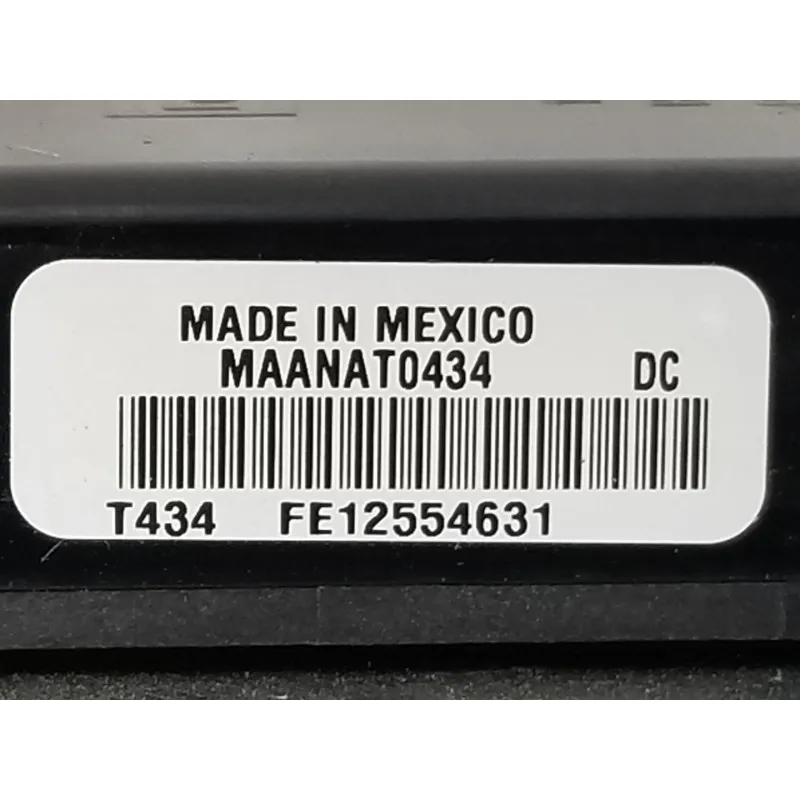 MADE IN MEXICO
MAANAT0434 DC
T434 FE12554631